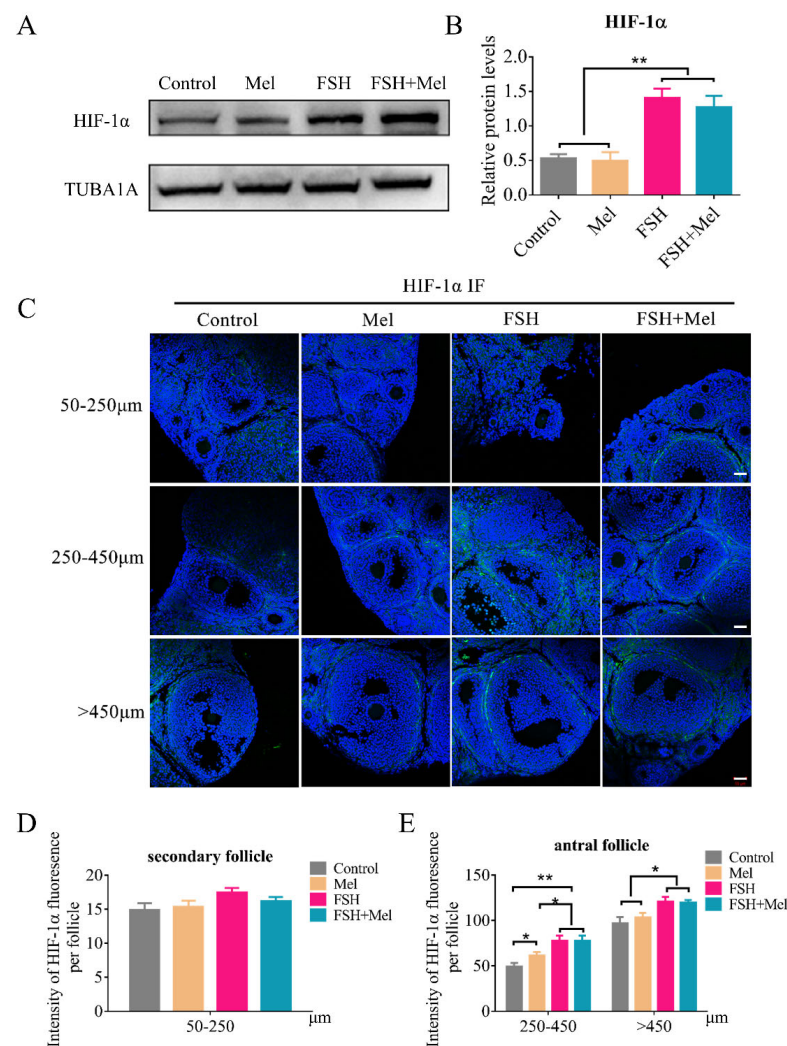 A
Control Mel FSH FSH+Mel
HIF-1α
TUBA1A
B
HIF-1α
Relative protein levels
2.0
1.5
1.0
0.5
0.0
**
Control
Mel
FSH
FSH+Mel
C
HIF-1α IF
Control Mel FSH FSH+Mel
50-250μm
250-450μm
>450μm
D
secondary follicle
Intensity of HIF-1α fluoresence
per follicle
20
15
10
5
0
Control
Mel
FSH
FSH+Mel
50-250
μm
E
antral follicle
Intensity of HIF-1α fluoresence
per follicle
150
100
50
0
**
*
*
*
Control
Mel
FSH
FSH+Mel
250-450 >450
μm